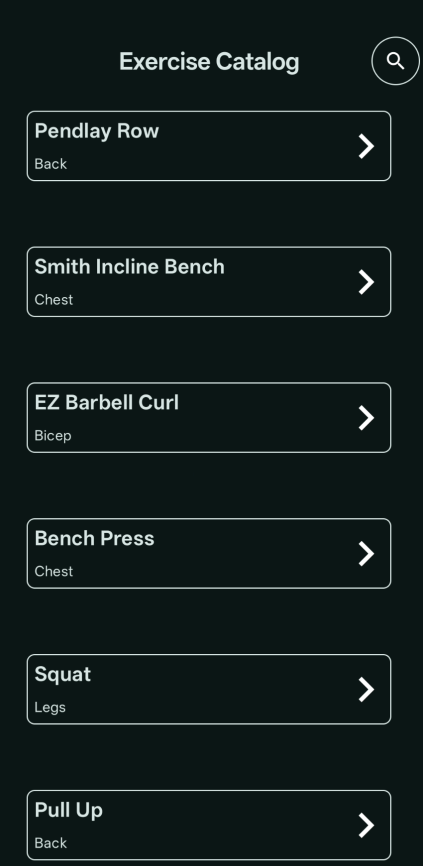 Exercise Catalog
Pendlay Row
Back
Smith Incline Bench
Chest
EZ Barbell Curl
Bicep
Bench Press
Chest
Squat
Legs
Pull Up
Back